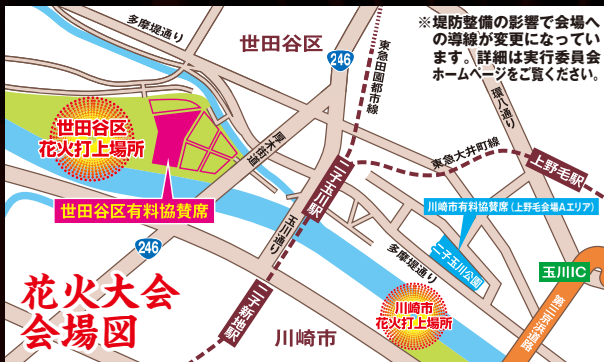 多摩堤通り
世田谷区
246
東急田園都市線
※堤防整備の影響で会場へ
の導線が変更になってい
ます。詳細は実行委員会
ホームページをご覧ください。
環八通り
世田谷区
花火打上場所
厚木街道
東急大井町線
上野毛駅
二子玉川駅
世田谷区有料協賛席
川崎市有料協賛席(上野毛会場Aエリア)
玉川通り
246
多摩堤通り
二子玉川公園
玉川IC
花火大会
会場図
二子新地駅
川崎市
川崎市
花火打上場所
第三京浜道路